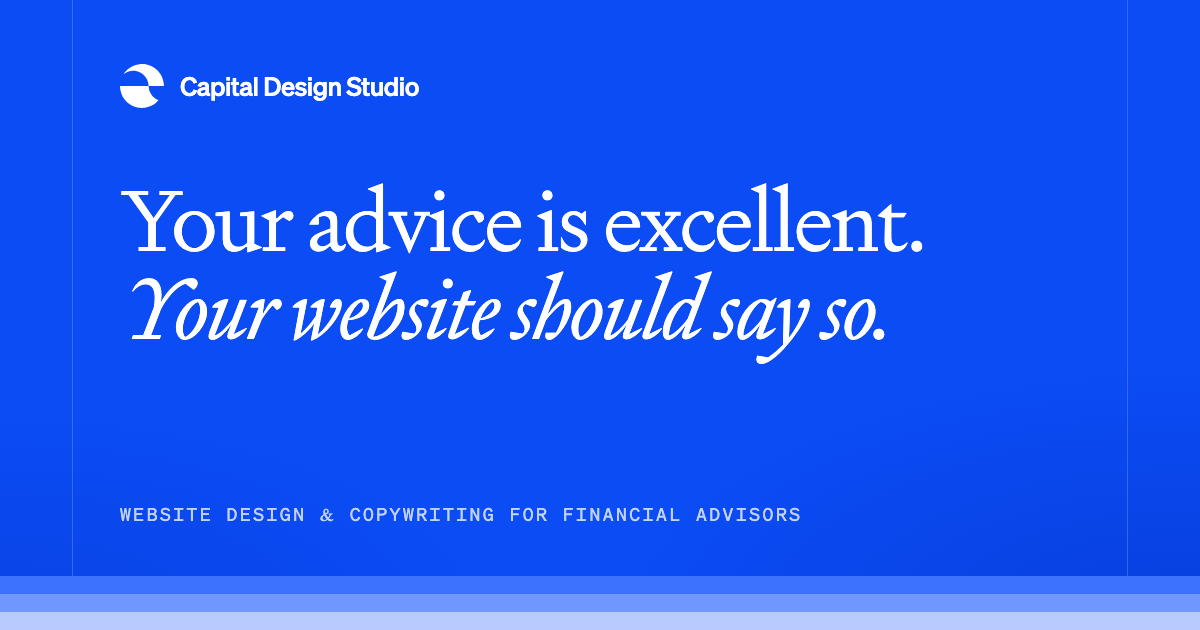 Capital Design Studio
Your advice is excellent.
Your website should say so.
WEBSITE DESIGN & COPYWRITING FOR FINANCIAL ADVISORS